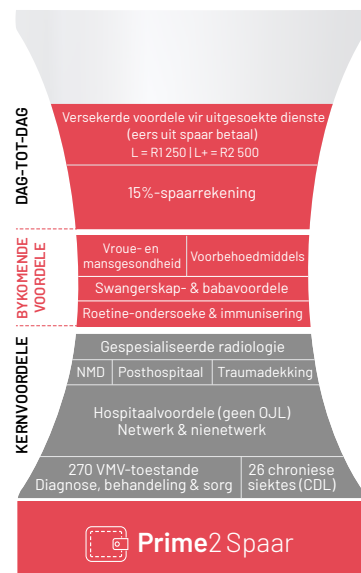 DAG-TOT-DAG
Versekerde voordele vir uitgesoekte dienste
(eers uit spaar betaal)
L = R1 250 | L+ = R2 500
15%-spaarrekening
BYKOMENDE
VOORDELE
Vroue- en
mansgesondheid
Voorbehoedmiddels
Swangerskap- & babavoordele
Roetine-ondersoeke & immunisering
KERNVOORDELE
Gespesialiseerde radiologie
NMD
Posthospitaal
Traumadekking
Hospitaalvoordele (geen OJL)
Netwerk & nienetwerk
270 VMV-toestande
Diagnose, behandeling & sorg
26 chroniese
siektes (CDL)
Prime2 Spaar